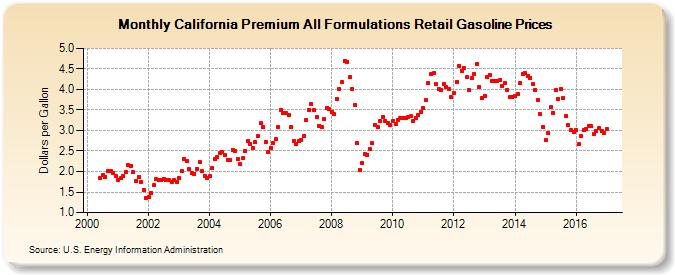 Monthly California Premium All Formulations Retail Gasoline Prices
Dollars per Gallon
5.0
4.5
4.0
3.5
3.0
2.5
2.0
1.5
1.0
2000 2002 2004 2006 2008 2010 2012 2014 2016
Source: U.S. Energy Information Administration